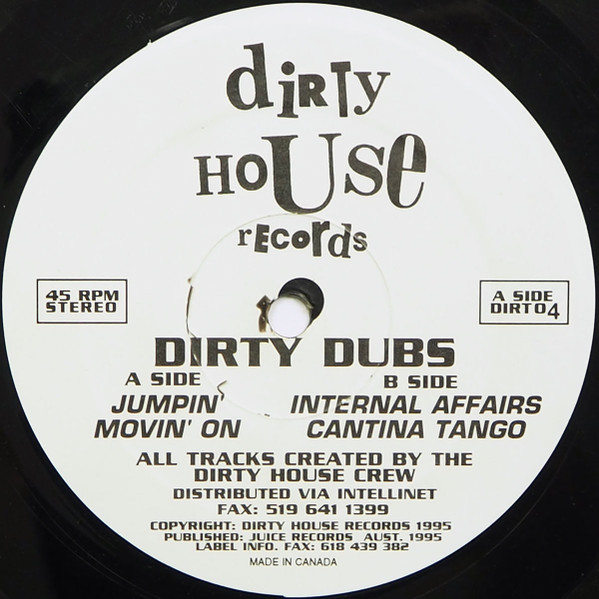 diRTy
HOUSe
rECOrds
45 RPM
STEREO
A SIDE
DIRT04
DIRTY DUBS
A SIDE
B SIDE
JUMPIN'
INTERNAL AFFAIRS
MOVIN' ON
CANTINA TANGO
ALL TRACKS CREATED BY THE
DIRTY HOUSE CREW
DISTRIBUTED VIA INTELLINET
FAX: 519 641 1399
COPYRIGHT: DIRTY HOUSE RECORDS 1995
PUBLISHED: JUICE RECORDS AUST. 1995
LABEL INFO. FAX: 618 439 382
MADE IN CANADA